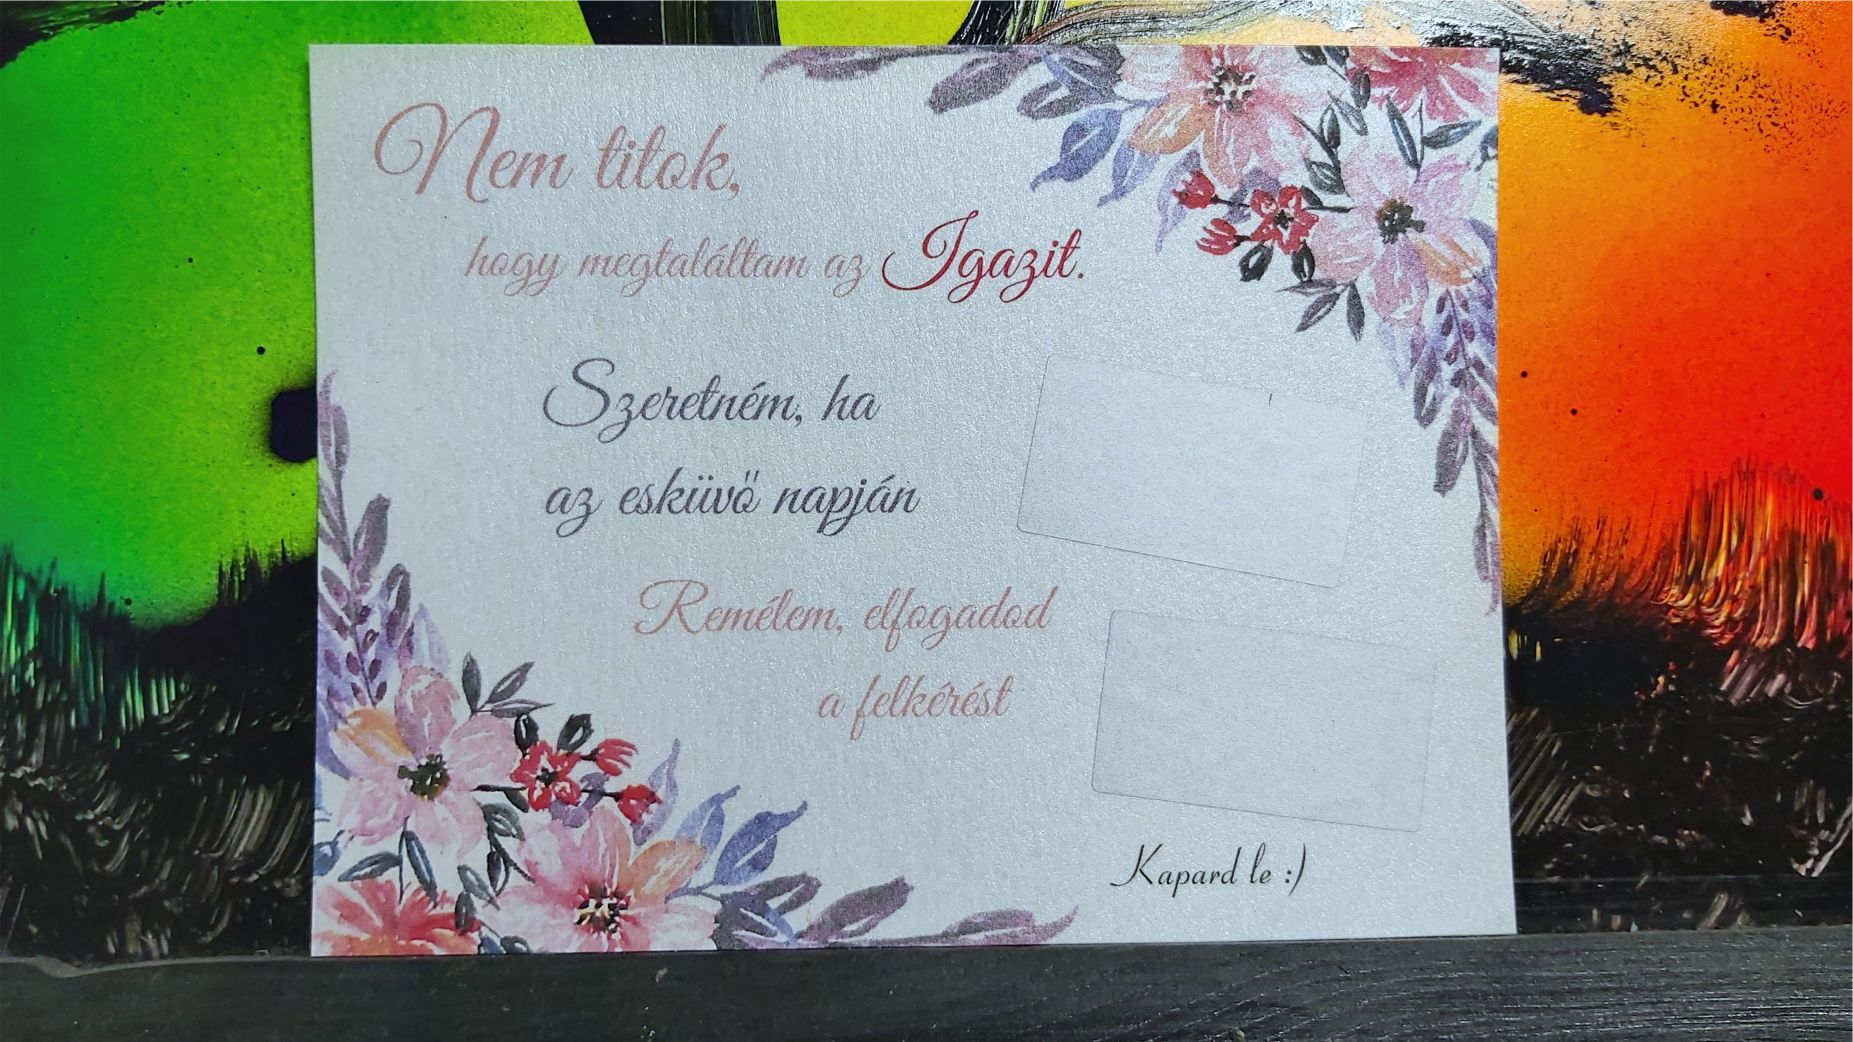 Nem titok,
hogy megtaláltam az Igazit.
Szeretném, ha
az esküvő napján
Remélem, elfogadod
a felkérést
Kapard le :)